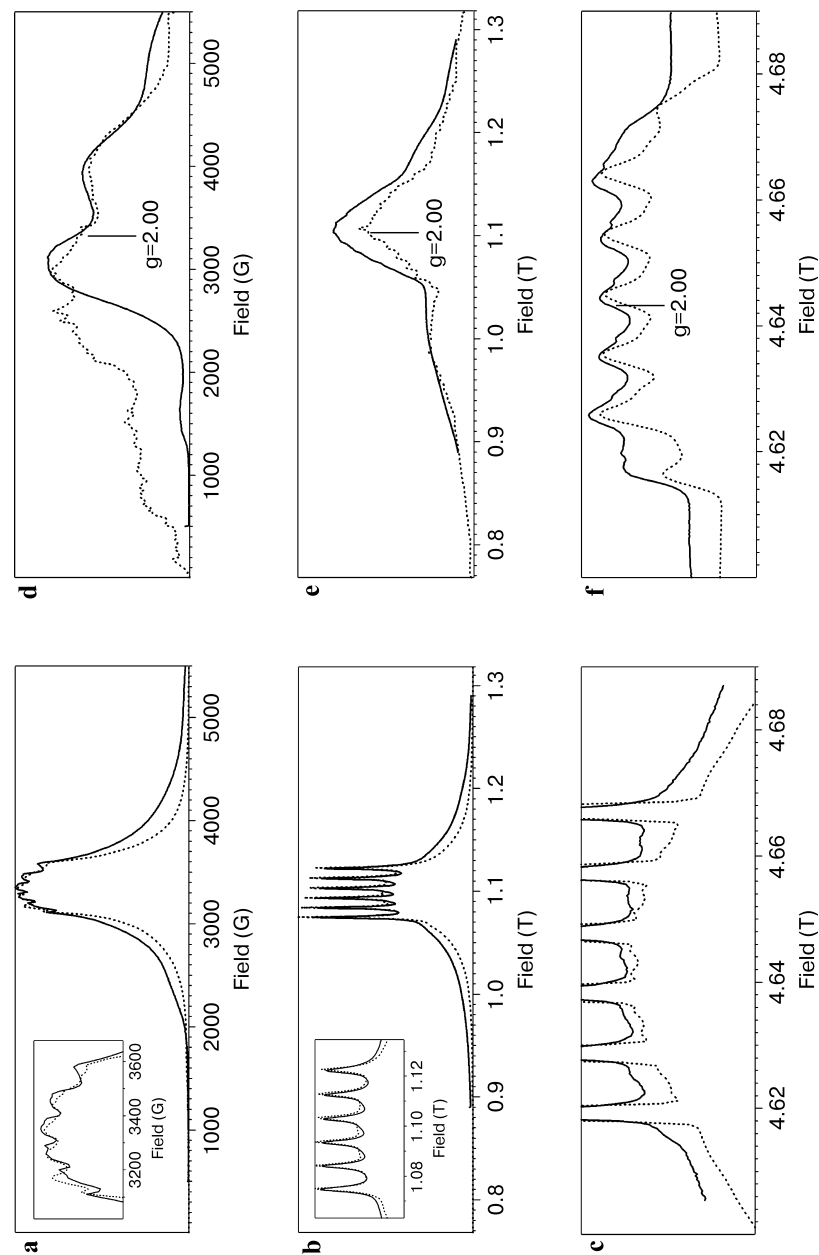 a
3200 3400 3600
Field (G)
1000 2000 3000 4000 5000
Field (G)
b
1.08 1.10 1.12
Field (T)
0.8 0.9 1.0 1.1 1.2 1.3
Field (T)
c
4.62 4.64 4.66 4.68
Field (T)
d
g=2.00
1000 2000 3000 4000 5000
Field (G)
e
g=2.00
0.8 0.9 1.0 1.1 1.2 1.3
Field (T)
f
g=2.00
4.62 4.64 4.66 4.68
Field (T)